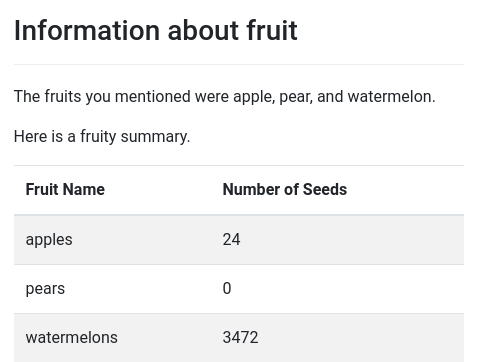 Information about fruit
The fruits you mentioned were apple, pear, and watermelon.
Here is a fruity summary.
Fruit Name Number of Seeds
apples 24
pears 0
watermelons 3472